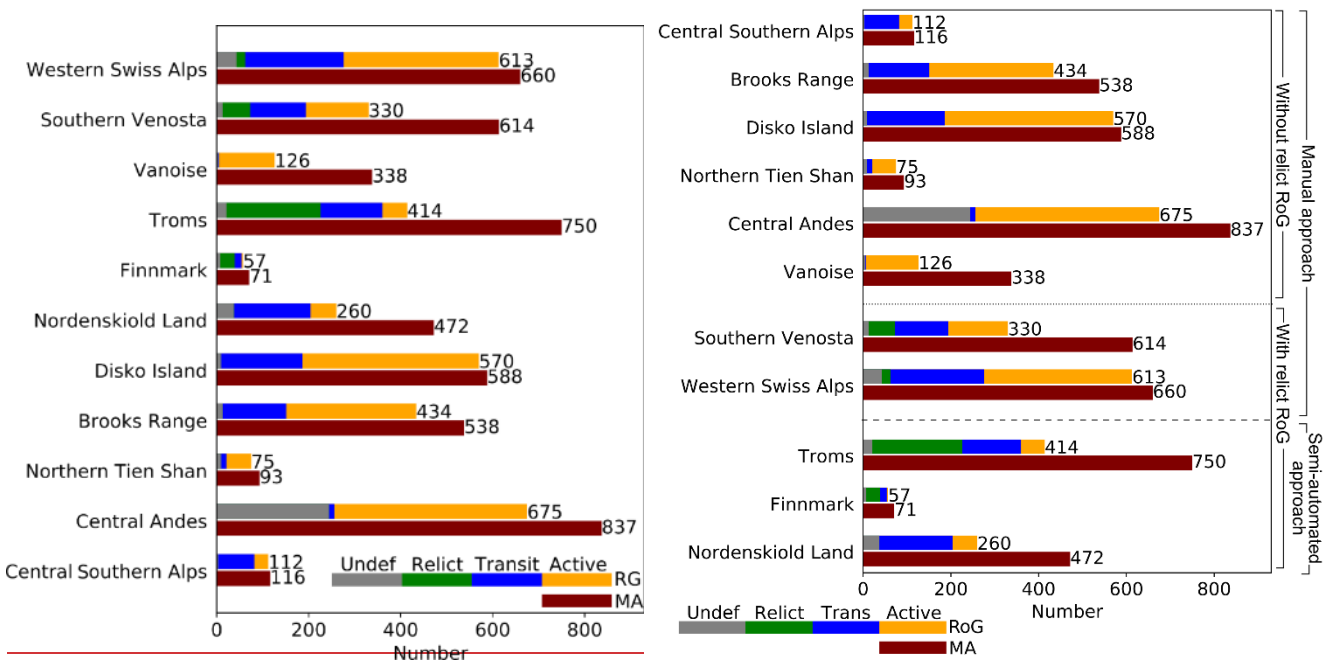 Western Swiss Alps
613
660
Southern Venosta
330
614
Vanoise
126
338
Troms
414
750
Finnmark
57
71
Nordenskiold Land
260
472
Disko Island
570
588
Brooks Range
434
538
Northern Tien Shan
75
93
Central Andes
675
837
Central Southern Alps
112
116
Undef Relict Transit Active
RG
MA
0 200 400 600 800
Number
Central Southern Alps
112
116
Brooks Range
434
538
Disko Island
570
588
Northern Tien Shan
75
93
Central Andes
675
837
Vanoise
126
338
Southern Venosta
330
614
Western Swiss Alps
613
660
Troms
414
750
Finnmark
57
71
Nordenskiold Land
260
472
Without relict RoG
With relict RoG
Manual approach
Semi-automated
approach
0 200 400 600 800
Number
Undef Relict Trans Active
RoG
MA